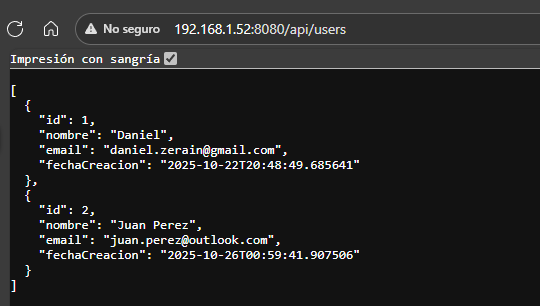 No seguro 192.168.1.52:8080/api/users
Impresión con sangría
[
  {
    "id": 1,
    "nombre": "Daniel",
    "email": "daniel.zerain@gmail.com",
    "fechaCreacion": "2025-10-22T20:48:49.685641"
  },
  {
    "id": 2,
    "nombre": "Juan Perez",
    "email": "juan.perez@outlook.com",
    "fechaCreacion": "2025-10-26T00:59:41.907506"
  }
]